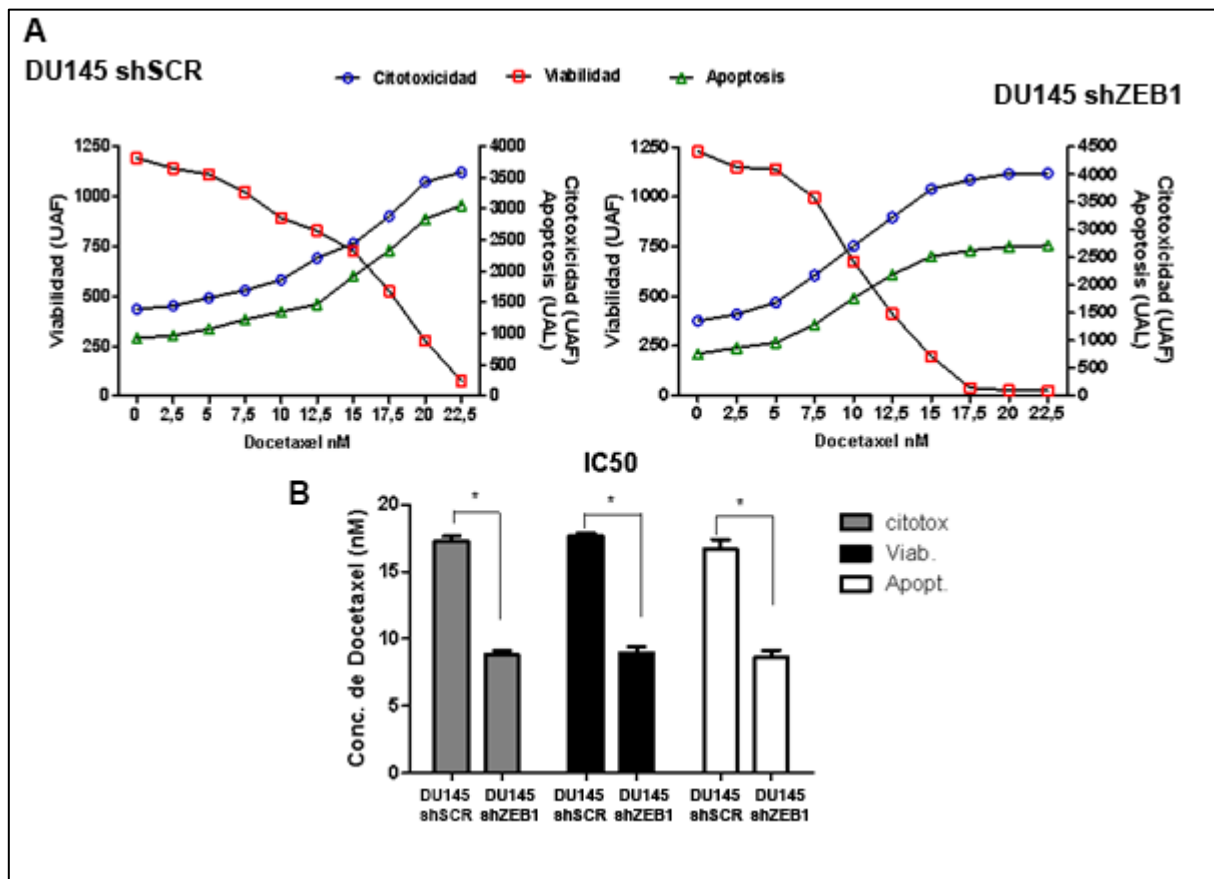 A
DU145 shSCR
Citotoxicidad
Viabilidad
Apoptosis
DU145 shZEB1
Viabilidad (UAF)
1250
1000
750
500
250
0
4000
3500
3000
2500
2000
1500
1000
500
0
Citotoxicidad (UAF)
Apoptosis (UAL)
0 2,5 5 7,5 10 12,5 15 17,5 20 22,5
Docetaxel nM
Viabilidad (UAF)
1250
1000
750
500
250
0
4500
4000
3500
3000
2500
2000
1500
1000
500
0
Citotoxicidad (UAF)
Apoptosis (UAL)
0 2,5 5 7,5 10 12,5 15 17,5 20 22,5
Docetaxel nM
B
IC50
Conc. de Docetaxel (nM)
20
15
10
5
0
* * *
citotox
Viab.
Apopt.
DU145 DU145 DU145 DU145 DU145 DU145
shSCR shZEB1 shSCR shZEB1 shSCR shZEB1